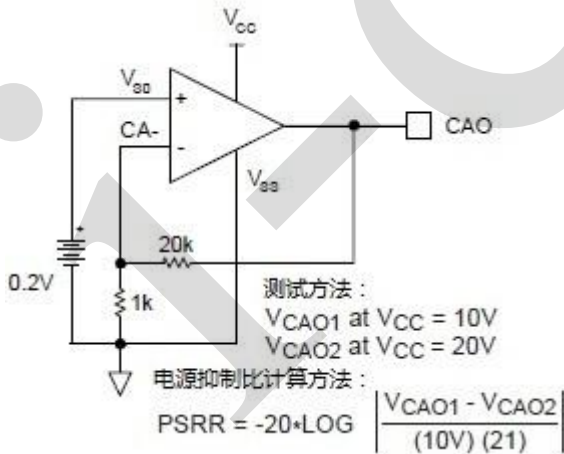 VCC
VS0
+
CAO
CA-
-
VSS
+
20k
0.2V
1k
测试方法：
VCAO1 at VCC = 10V
VCAO2 at VCC = 20V
电源抑制比计算方法：
PSRR = -20•LOG | VCAO1 - VCAO2 |
(10V) (21)